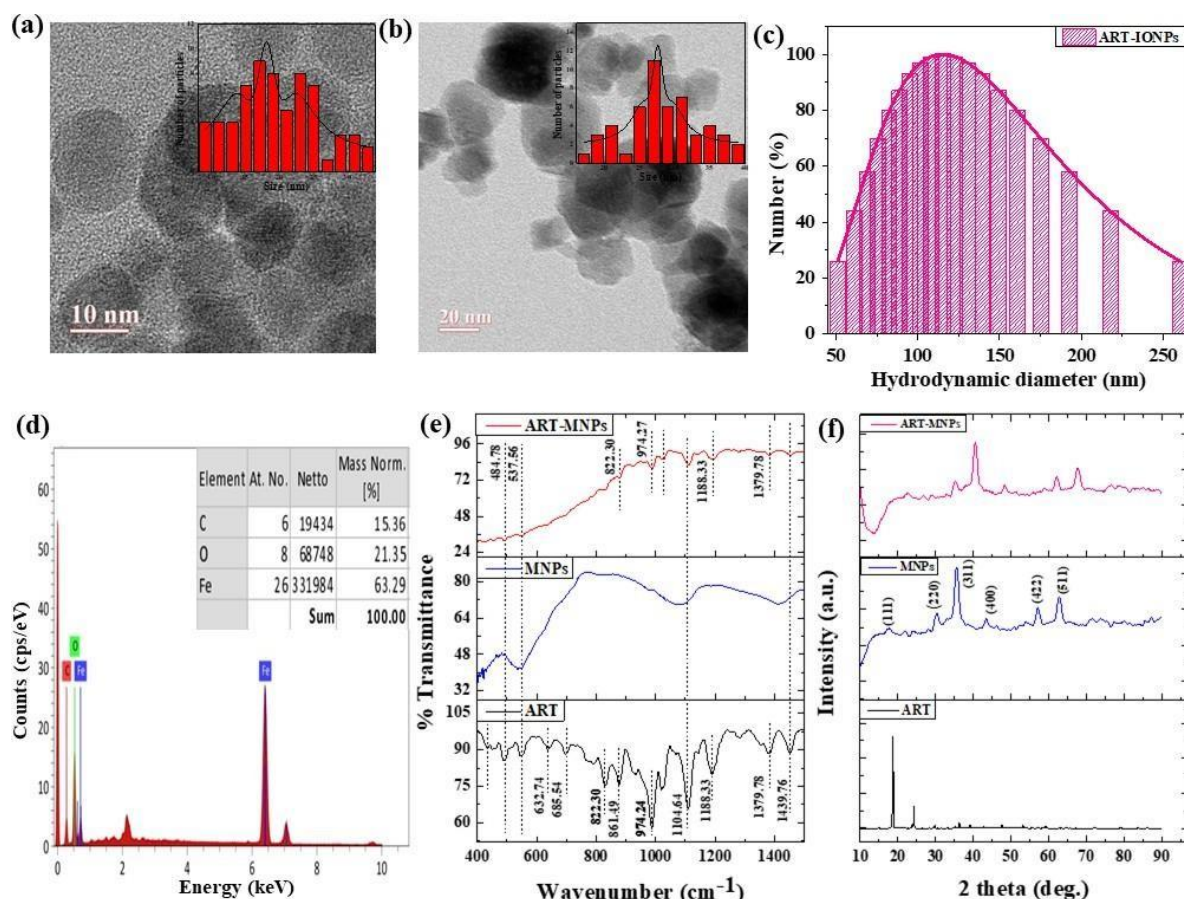 (a)
Number of particles
Size (nm)
10 nm
(b)
Number of particles
Size (nm)
20 nm
(c)
ART-IONPs
100
80
60
40
20
0
Number (%)
50 100 150 200 250
Hydrodynamic diameter (nm)
(d)
Element At. No. Netto Mass Norm. [%]
C 6 19434 15.36
O 8 68748 21.35
Fe 26 331984 63.29
Sum 100.00
60
50
40
30
20
10
0
Counts (cps/eV)
C O Fe Fe
0 2 4 6 8 10
Energy (keV)
(e)
ART-MNPs
96
72
48
24
484.78
537.56
822.30
974.27
1188.33
1379.78
MNPs
80
64
48
32
% Transmittance
ART
105
90
75
60
632.74
685.54
822.30
861.49
974.24
1104.64
1188.33
1379.78
1439.76
400 600 800 1000 1200 1400
Wavenumber (cm⁻¹)
(f)
ART-MNPs
MNPs
(111)
(220)
(311)
(400)
(422)
(511)
Intensity (a.u.)
ART
10 20 30 40 50 60 70 80 90
2 theta (deg.)